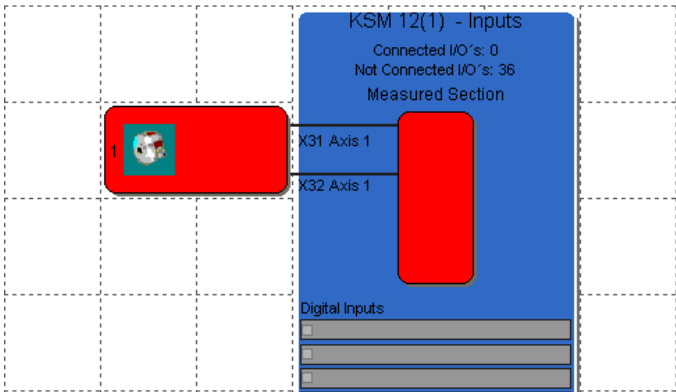 KSM 12(1) - Inputs
Connected I/O´s: 0
Not Connected I/O´s: 36
Measured Section
1
X31 Axis 1
X32 Axis 1
Digital Inputs